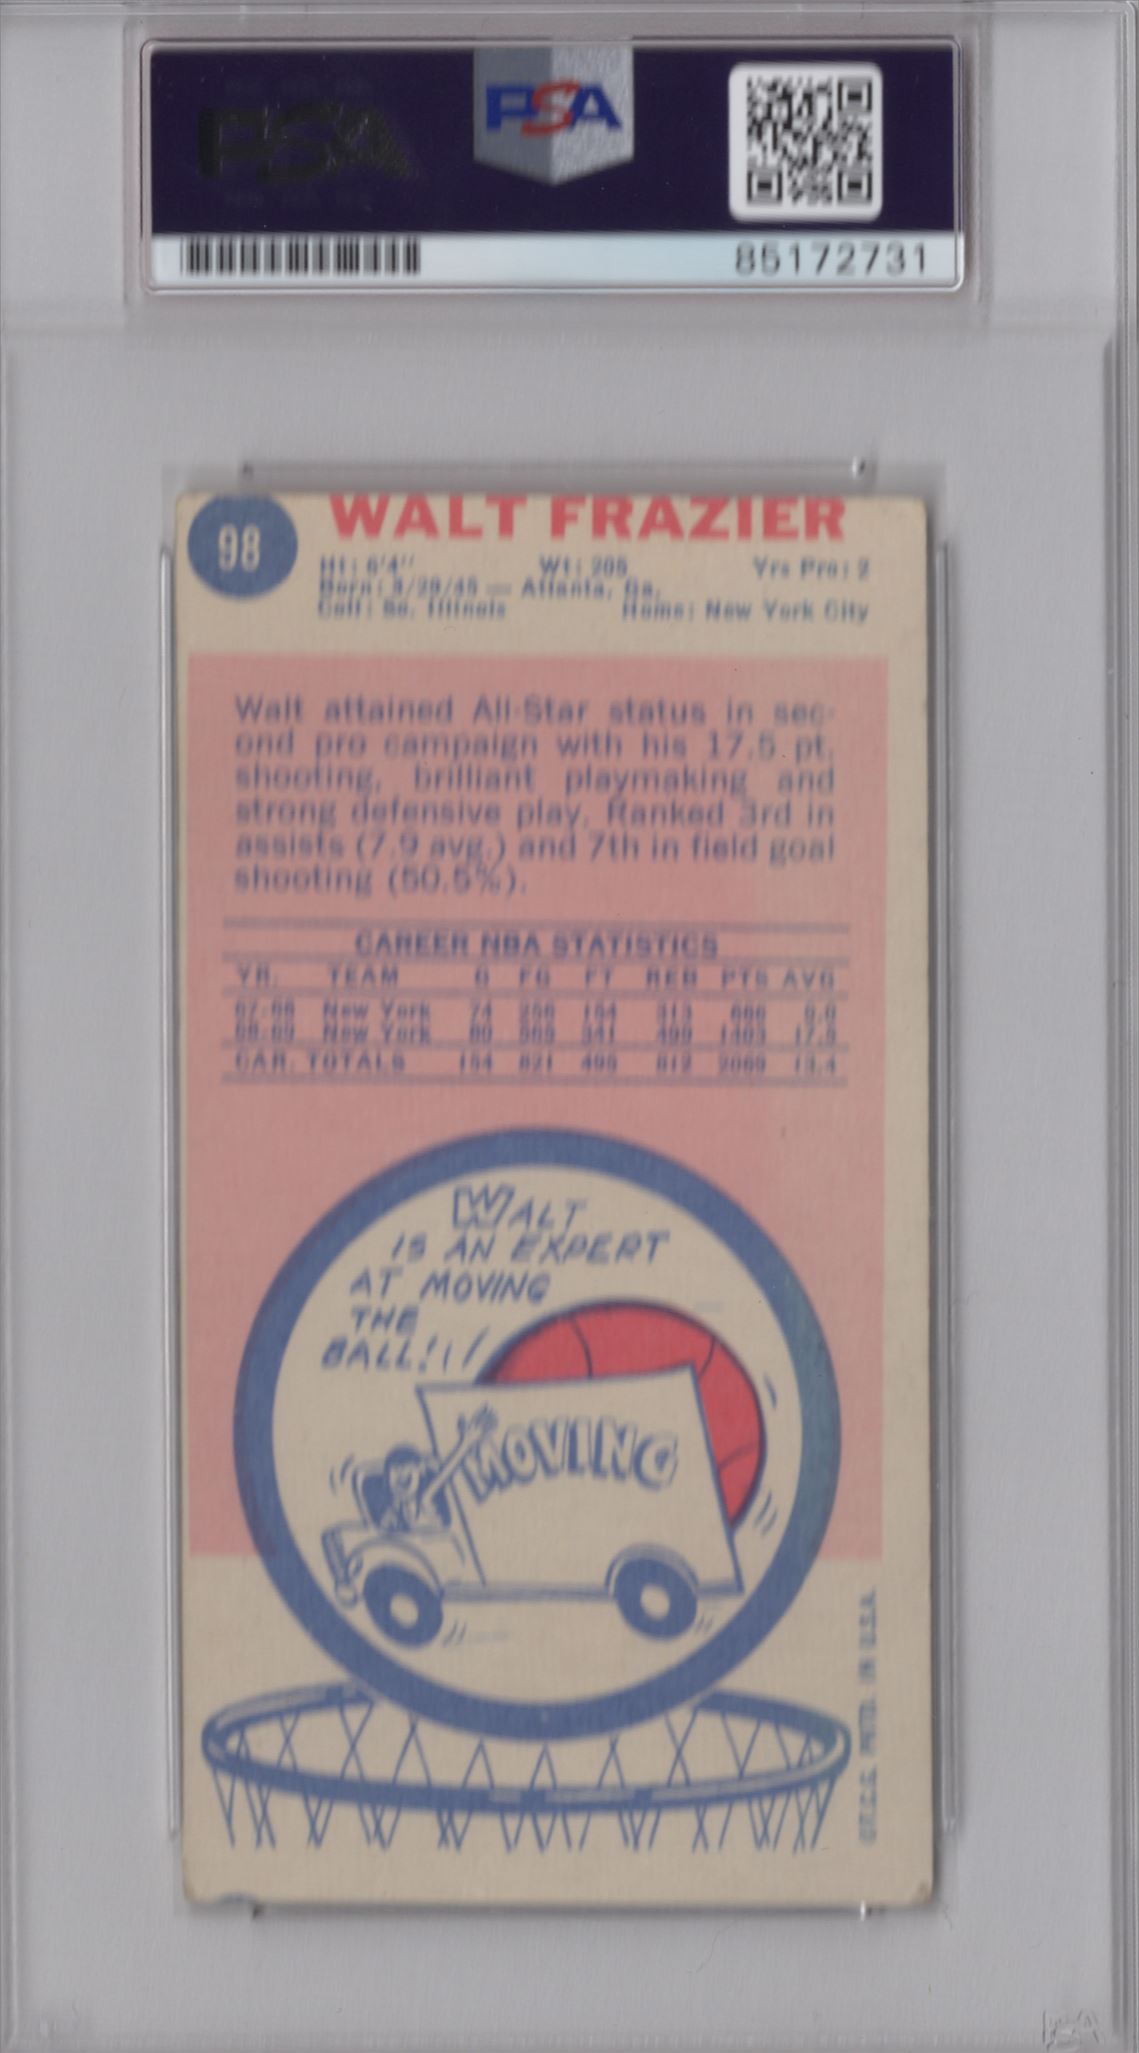 PSA
PSA
85172731
98
WALT FRAZIER
Ht: 6'4" Wt: 205 Yrs Pro: 2
Born: 3/29/45 — Atlanta, Ga.
Coll: So. Illinois Home: New York City
Walt attained All-Star status in sec-
ond pro campaign with his 17.5 pt.
shooting, brilliant playmaking and
strong defensive play. Ranked 3rd in
assists (7.9 avg.) and 7th in field goal
shooting (50.5%).
CAREER NBA STATISTICS
YR. TEAM G FG FT REB PTS AVG
67-68 New York 74 256 154 313 666 9.0
68-69 New York 80 565 341 499 1403 17.5
CAR. TOTALS 154 821 495 812 2069 13.4
WALT
IS AN EXPERT
AT MOVING
THE
BALL!!!
MOVING
©T.C.G. PRTD. IN U.S.A.
PSA